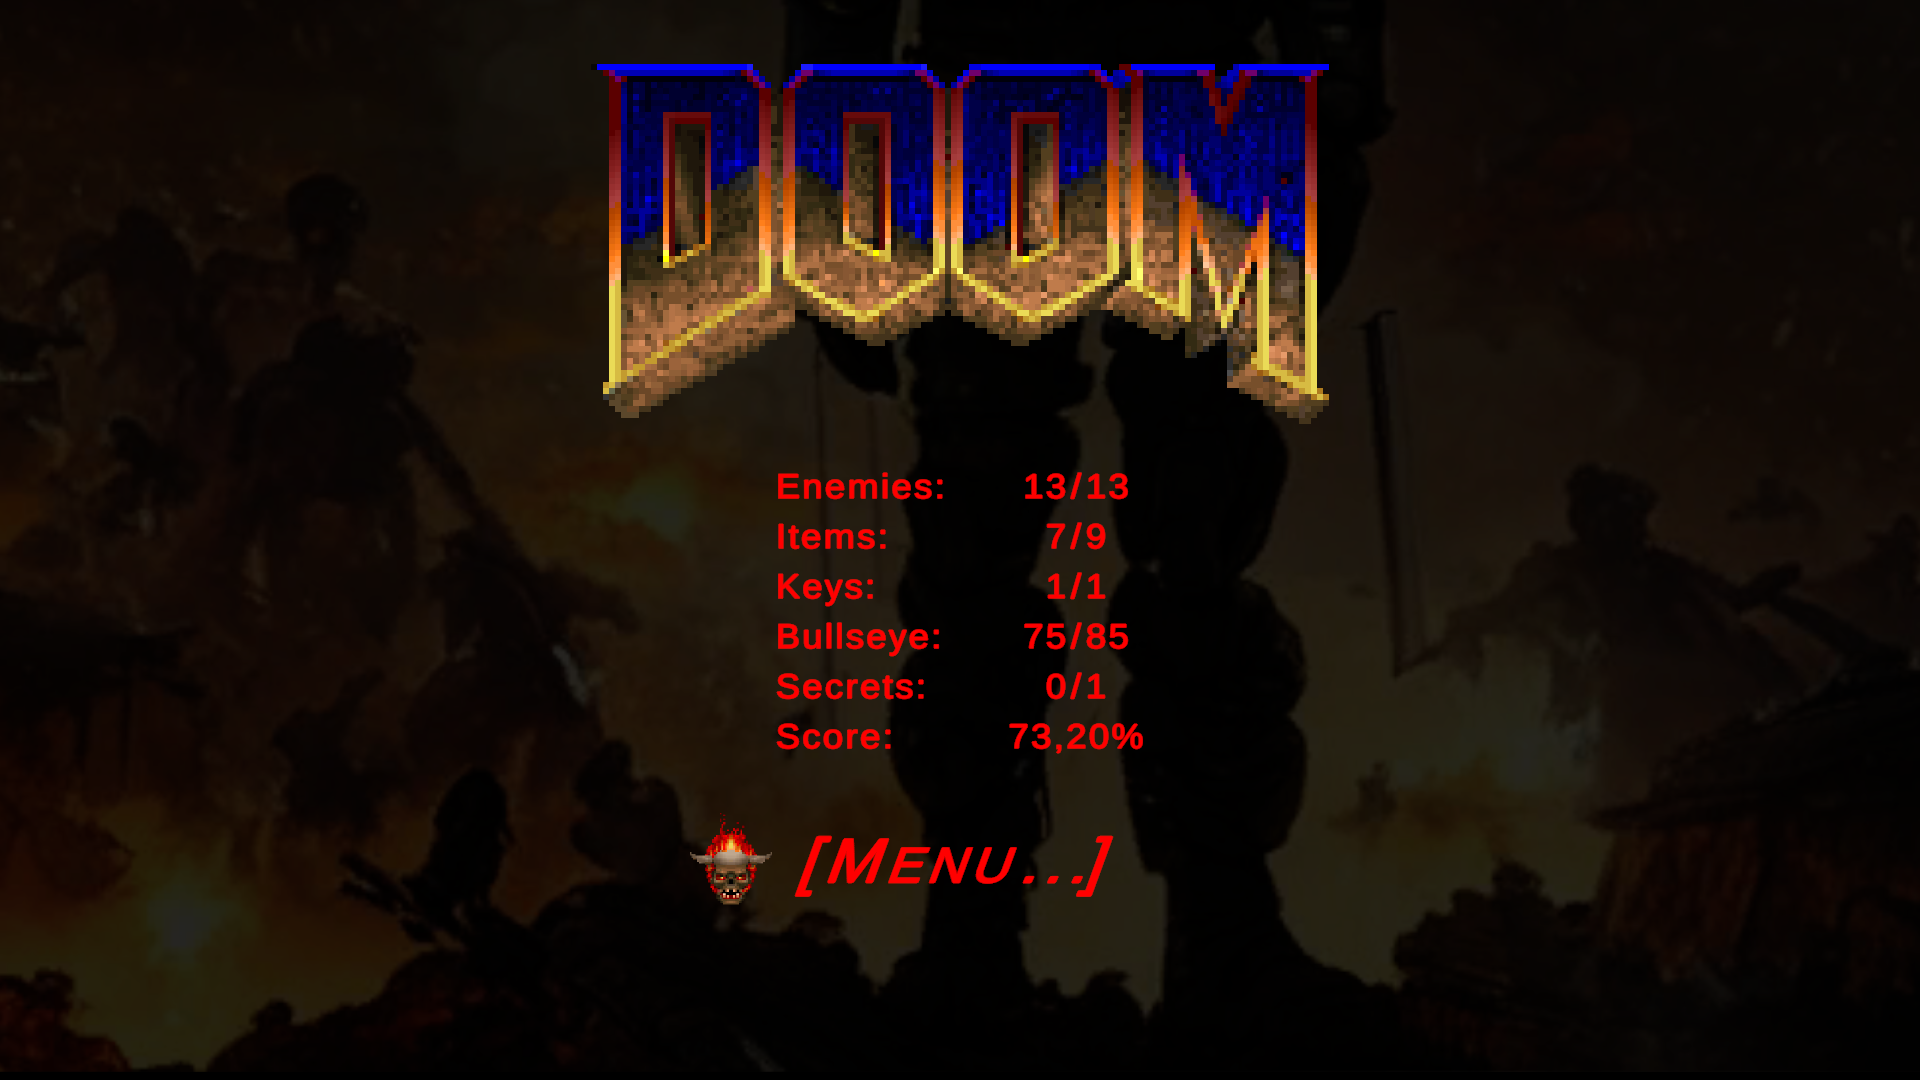 DOOM
Enemies: 13/13
Items: 7/9
Keys: 1/1
Bullseye: 75/85
Secrets: 0/1
Score: 73,20%
[MENU...]